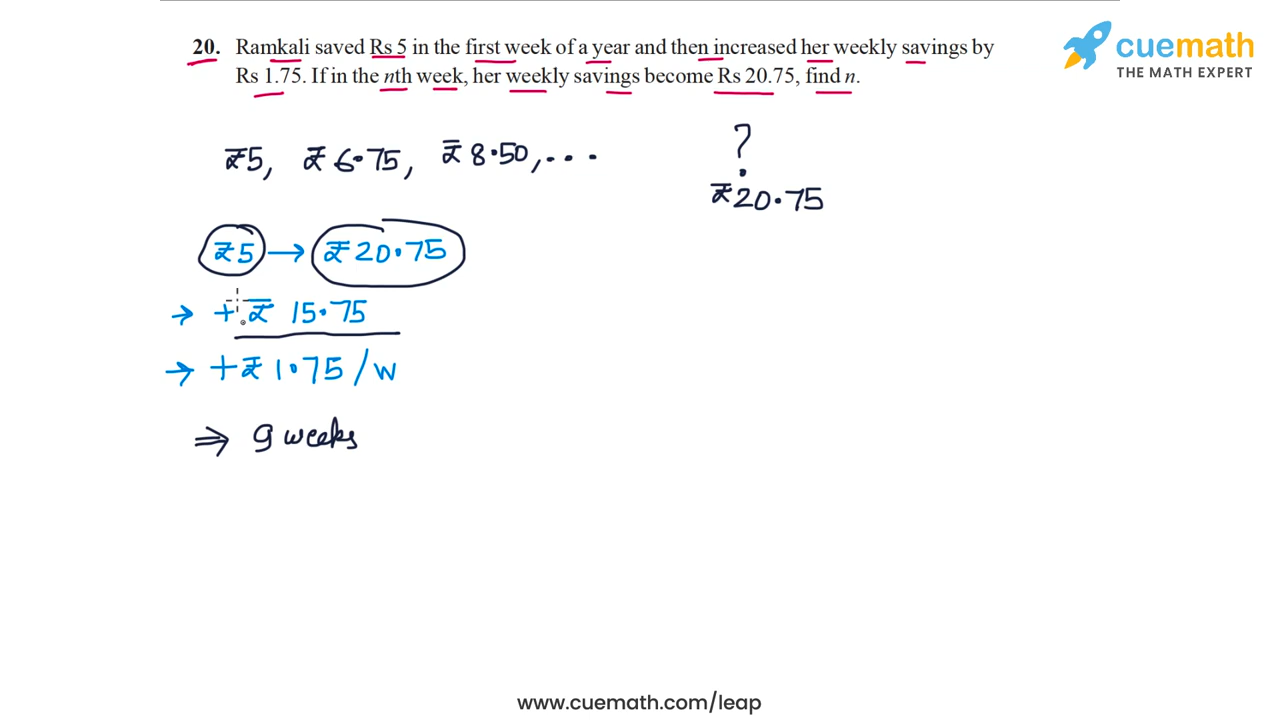 20. Ramkali saved Rs 5 in the first week of a year and then increased her weekly savings by
Rs 1.75. If in the nth week, her weekly savings become Rs 20.75, find n.
cuemath
THE MATH EXPERT
₹5, ₹6.75, ₹8.50,...
?
₹20.75
₹5 → ₹20.75
→ +₹ 15.75
→ +₹1.75/w
⇒ 9 weeks
www.cuemath.com/leap